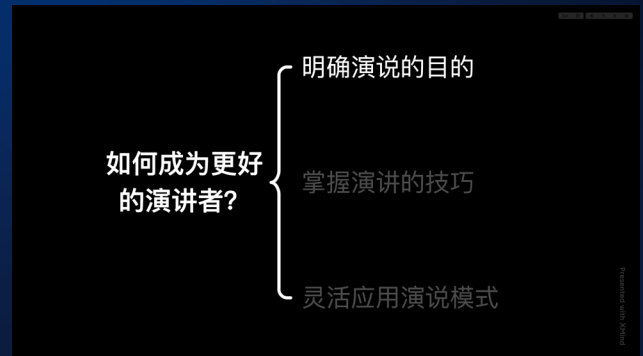 明确演说的目的
如何成为更好
的演讲者?
掌握演讲的技巧
灵活应用演说模式
Presented with XMind